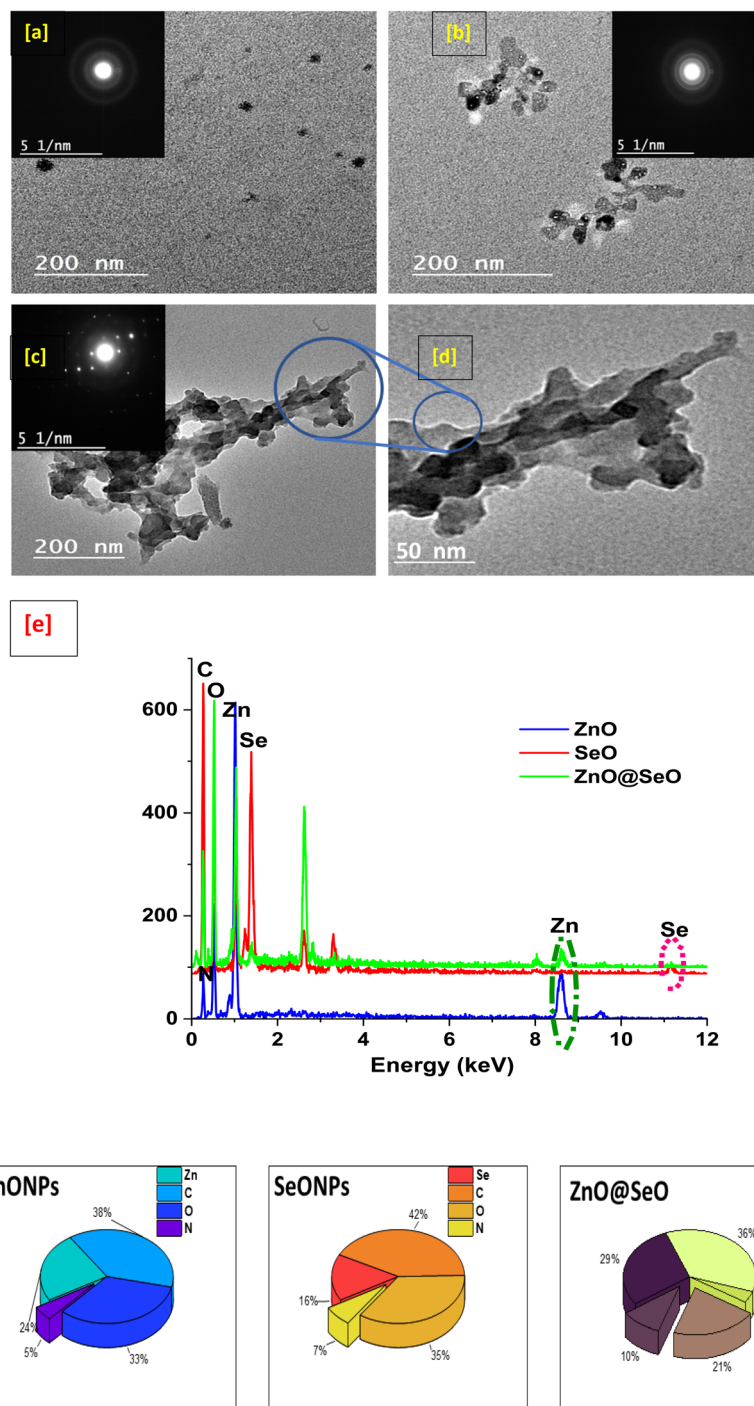 [a]
5 1/nm
200 nm
[b]
5 1/nm
200 nm
[c]
5 1/nm
200 nm
[d]
50 nm
[e]
C
O
Zn
Se
N
Zn
Se
ZnO
SeO
ZnO@SeO
600
400
200
0
0 2 4 6 8 10 12
Energy (keV)
nONPs
Zn
C
O
N
38%
24%
5%
33%
SeONPs
Se
C
O
N
42%
16%
7%
35%
ZnO@SeO
36%
29%
10%
21%